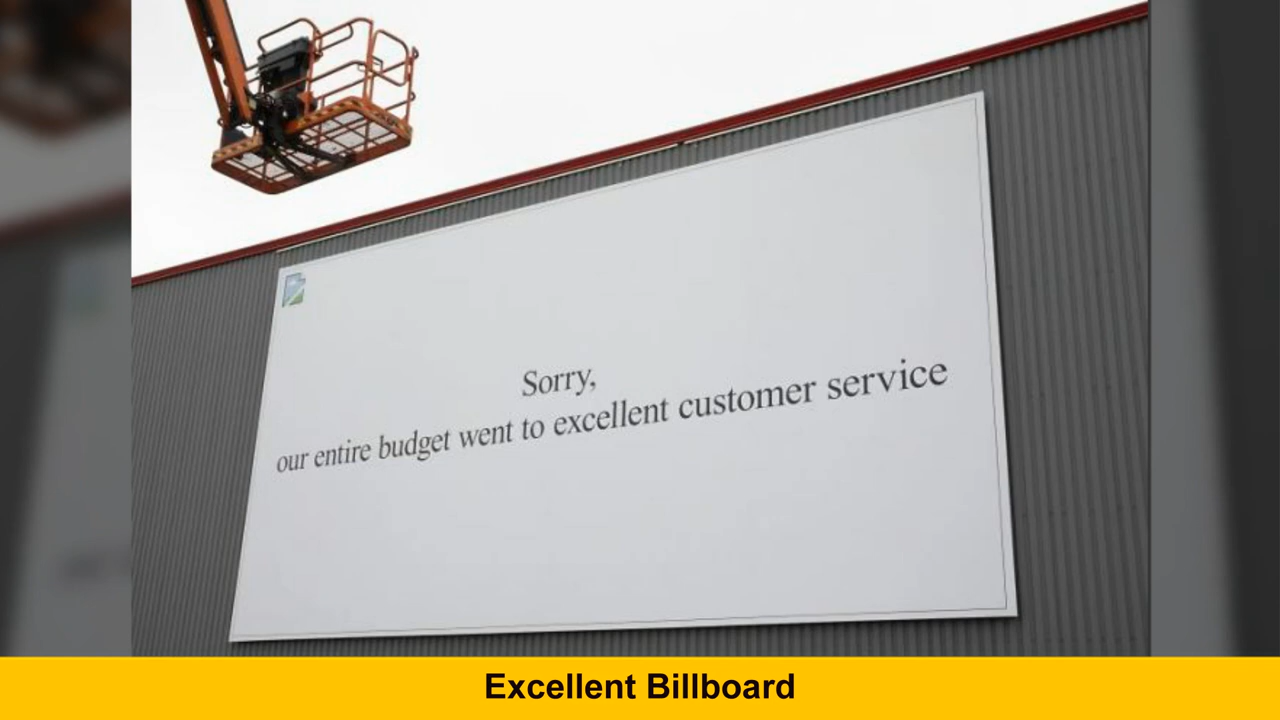 Sorry,
our entire budget went to excellent customer service
Excellent Billboard